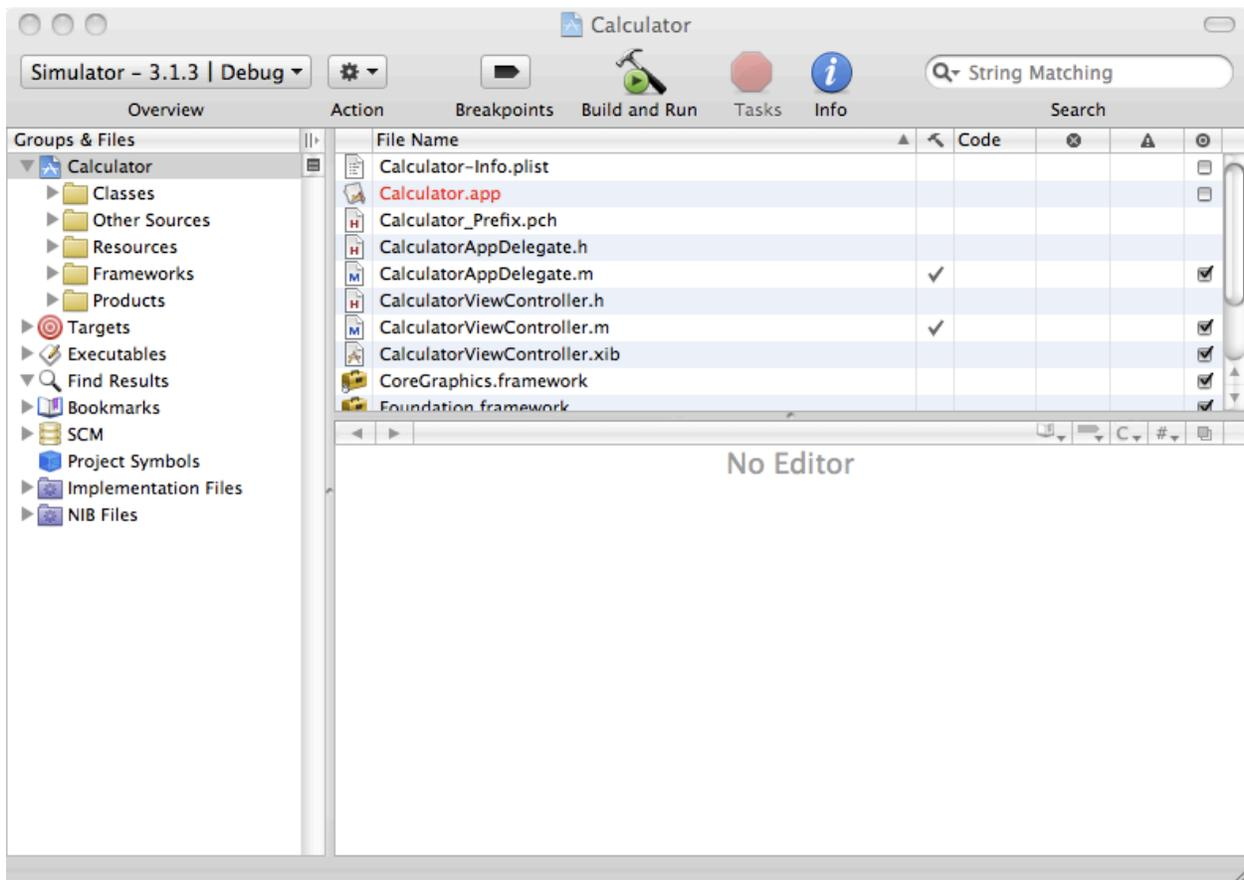 Calculator
Simulator - 3.1.3 | Debug
String Matching
Overview
Action
Breakpoints
Build and Run
Tasks
Info
Search
Groups & Files
Calculator
Classes
Other Sources
Resources
Frameworks
Products
Targets
Executables
Find Results
Bookmarks
SCM
Project Symbols
Implementation Files
NIB Files
File Name
Code
Calculator-Info.plist
Calculator.app
Calculator_Prefix.pch
CalculatorAppDelegate.h
CalculatorAppDelegate.m
CalculatorViewController.h
CalculatorViewController.m
CalculatorViewController.xib
CoreGraphics.framework
Foundation.framework
C
#
No Editor